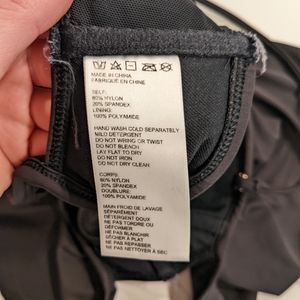 MADE IN CHINA
FABRIQUÉ EN CHINE
SELF:
80% NYLON
20% SPANDEX
LINING:
100% POLYAMIDE
HAND WASH COLD SEPARATELY
MILD DETERGENT
DO NOT WRING OR TWIST
DO NOT BLEACH
LAY FLAT TO DRY
DO NOT IRON
DO NOT DRY CLEAN
CORPS:
80% NYLON
20% SPANDEX
DOUBLURE:
100% POLYAMIDE
MAIN FROID DE LAVAGE
SÉPARÉMENT
DÉTERGENT DOUX
NE PAS TORDRE OU
DÉFORMER
NE PAS BLANCHIR
SÉCHER À PLAT
NE PAS REPASSER
NE PAS NETTOYER À SEC